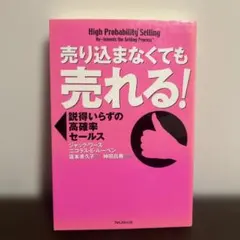 High Probability Selling
Re-invents the Selling Process
売り込まなくても
売れる!
説得いらずの
高確率
セールス
ジャック・ワース
ニコラス・E・ルーベン
坂本希久子 神田昌典